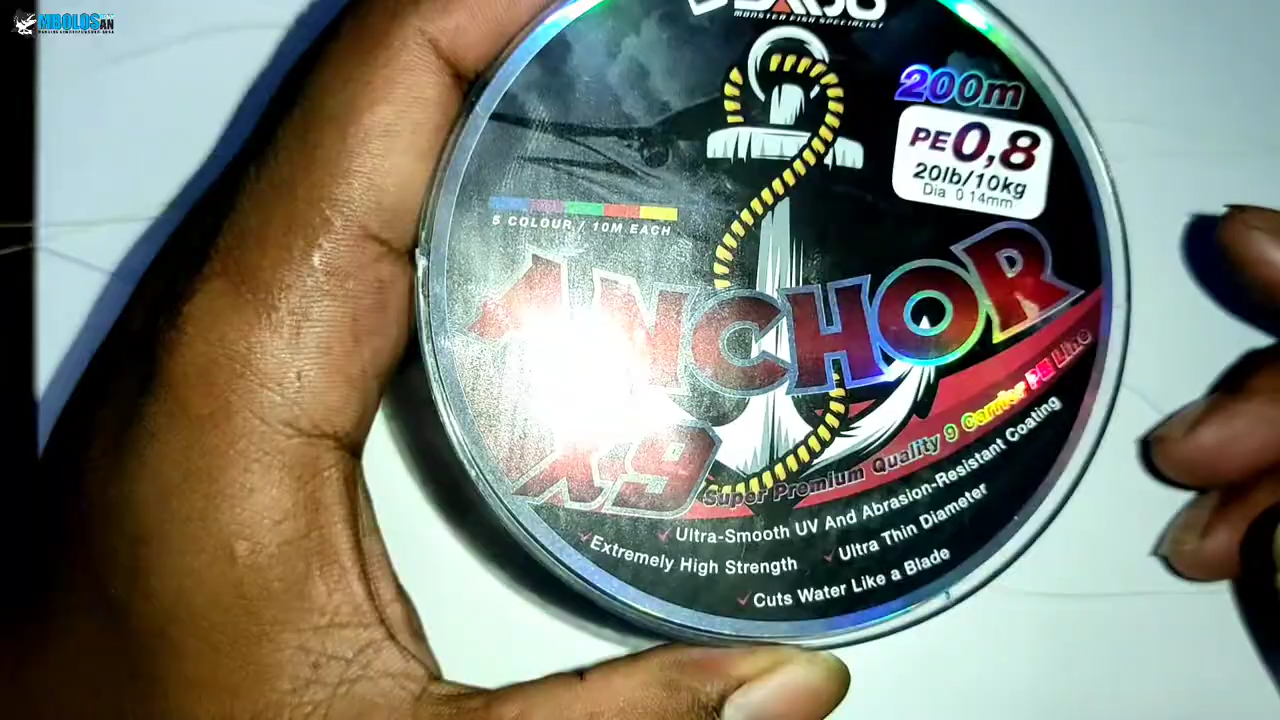 MBOLOSAN
MONSTER FISH SPECIALIST
200m
PE0,8
20lb/10kg
Dia 0.14mm
5 COLOUR / 10M EACH
ANCHOR
X9
Super Premium Quality 9 Carrier PE Line
Ultra-Smooth UV And Abrasion-Resistant Coating
Extremely High Strength
Ultra Thin Diameter
Cuts Water Like a Blade